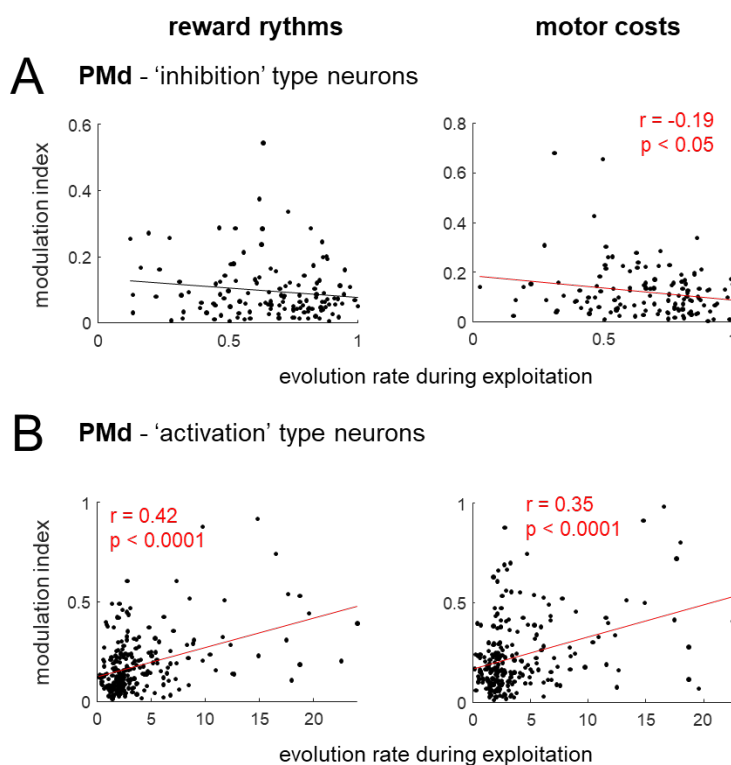 reward rythms
motor costs
A PMd - 'inhibition' type neurons
modulation index
0.6
0.4
0.2
0
0
0.5
1
r = -0.19
p < 0.05
0.8
0.6
0.4
0.2
0
0
0.5
1
evolution rate during exploitation
B PMd - 'activation' type neurons
modulation index
r = 0.42
p < 0.0001
1
0.5
0
0
5
10
15
20
r = 0.35
p < 0.0001
1
0.5
0
0
5
10
15
20
evolution rate during exploitation